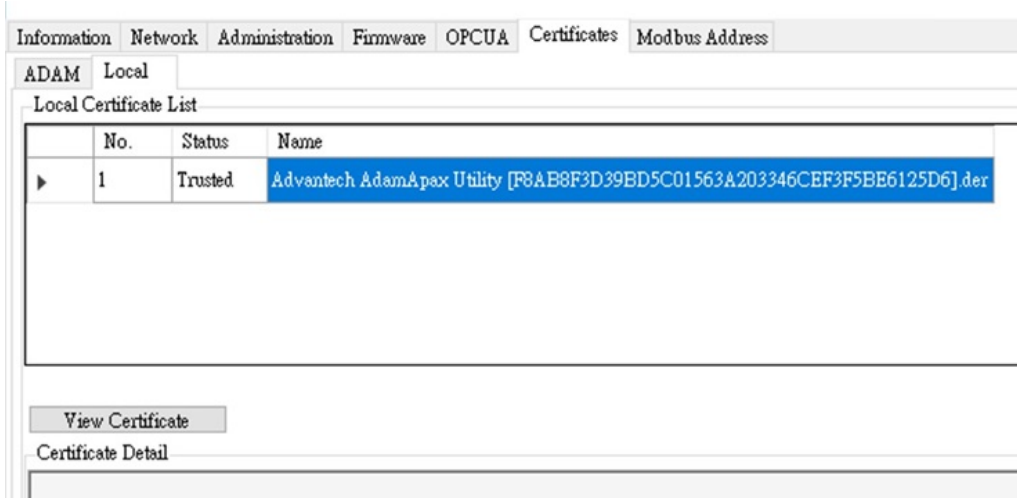 Information Network Administration Firmware OPCUA Certificates Modbus Address
ADAM Local
Local Certificate List
No. Status Name
1 Trusted Advantech AdamApax Utility [F8AB8F3D39BD5C01563A203346CEF3F5BE6125D6].der
View Certificate
Certificate Detail